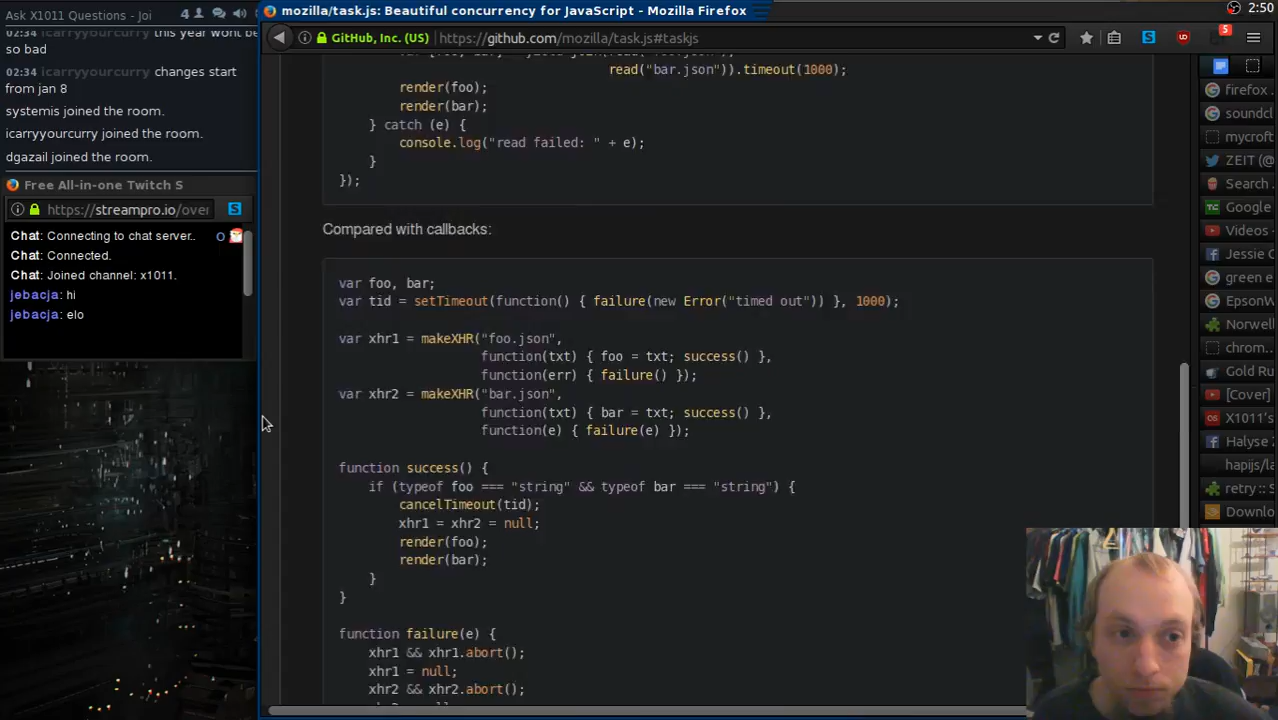 Ask X1011 Questions - Joi
4
02:34 icarryyourcurry this year wont be
so bad
02:34 icarryyourcurry changes start
from jan 8
systemis joined the room.
icarryyourcurry joined the room.
dgazail joined the room.
Free All-in-one Twitch S
https://streampro.io/over
Chat: Connecting to chat server..
Chat: Connected.
Chat: Joined channel: x1011.
jebacja: hi
jebacja: elo
mozilla/task.js: Beautiful concurrency for JavaScript - Mozilla Firefox
2:50
GitHub, Inc. (US)
https://github.com/mozilla/task.js#taskjs
5
read("bar.json")).timeout(1000);
render(foo);
render(bar);
} catch (e) {
console.log("read failed: " + e);
}
});
Compared with callbacks:
var foo, bar;
var tid = setTimeout(function() { failure(new Error("timed out")) }, 1000);
var xhr1 = makeXHR("foo.json",
function(txt) { foo = txt; success() },
function(err) { failure() });
var xhr2 = makeXHR("bar.json",
function(txt) { bar = txt; success() },
function(e) { failure(e) });
function success() {
if (typeof foo === "string" && typeof bar === "string") {
cancelTimeout(tid);
xhr1 = xhr2 = null;
render(foo);
render(bar);
}
}
function failure(e) {
xhr1 && xhr1.abort();
xhr1 = null;
xhr2 && xhr2.abort();
firefox
soundcl
mycroft
ZEIT (@
Search
Google
Videos -
Jessie C
green e
EpsonW
Norwell
chrom..
Gold Ru
[Cover]
X1011's
Halyse Z
hapijs/la
retry :: S
Downlo